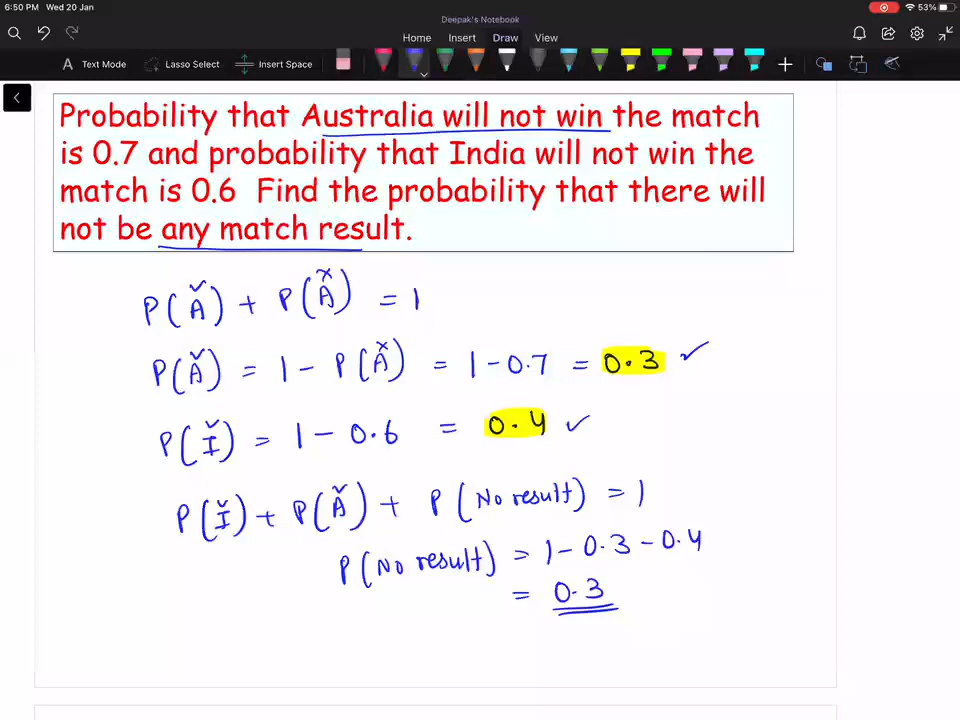 6:50 PM Wed 20 Jan
53%
Deepak's Notebook
Home Insert Draw View
Text Mode Lasso Select Insert Space
Probability that Australia will not win the match
is 0.7 and probability that India will not win the
match is 0.6 Find the probability that there will
not be any match result.
P(A) + P(A) = 1
P(A) = 1 - P(A) = 1 - 0.7 = 0.3 ✓
P(I) = 1 - 0.6 = 0.4 ✓
P(I) + P(A) + P(No result) = 1
P(No result) = 1 - 0.3 - 0.4
= 0.3